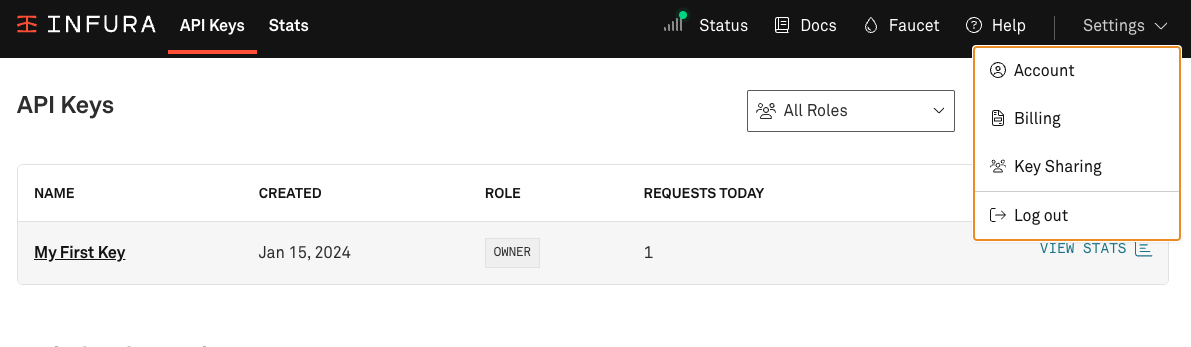 INFURA API Keys Stats Status Docs Faucet Help Settings
Account
API Keys
All Roles
Billing
Key Sharing
NAME CREATED ROLE REQUESTS TODAY
Log out
My First Key Jan 15, 2024 OWNER 1 VIEW STATS